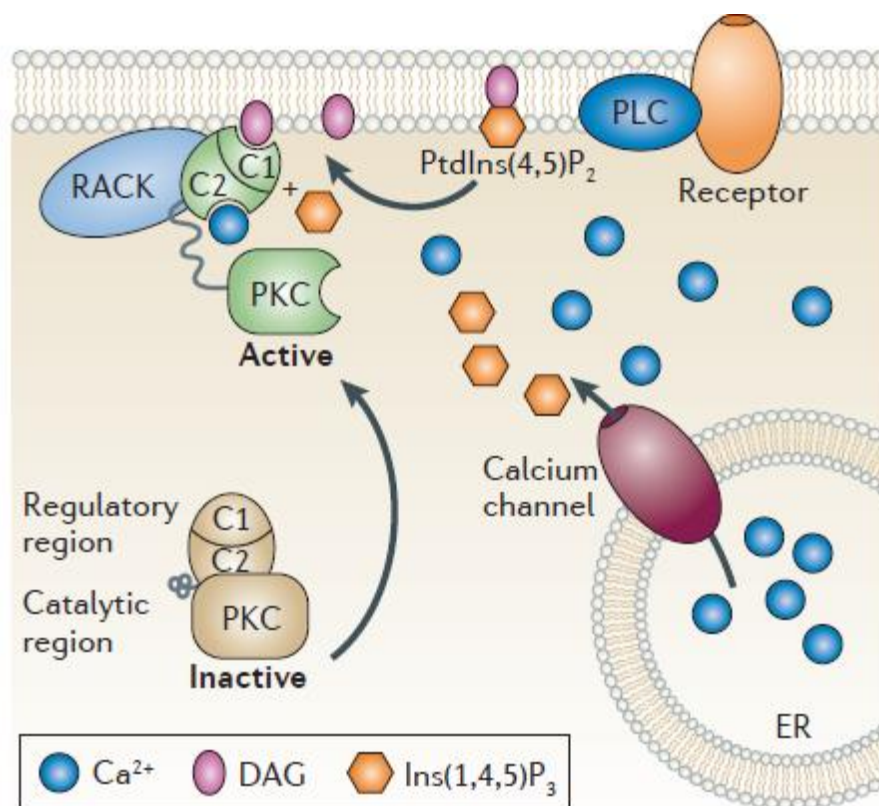 PLC
RACK
C2
C1
+
PtdIns(4,5)P₂
Receptor
PKC
Active
Calcium
channel
Regulatory
region
C1
C2
Catalytic
region
PKC
Inactive
ER
Ca²⁺
DAG
Ins(1,4,5)P₃